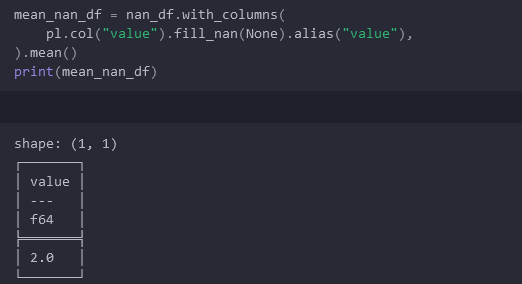 mean_nan_df = nan_df.with_columns(
    pl.col("value").fill_nan(None).alias("value"),
).mean()
print(mean_nan_df)
shape: (1, 1)
value
---
f64
2.0